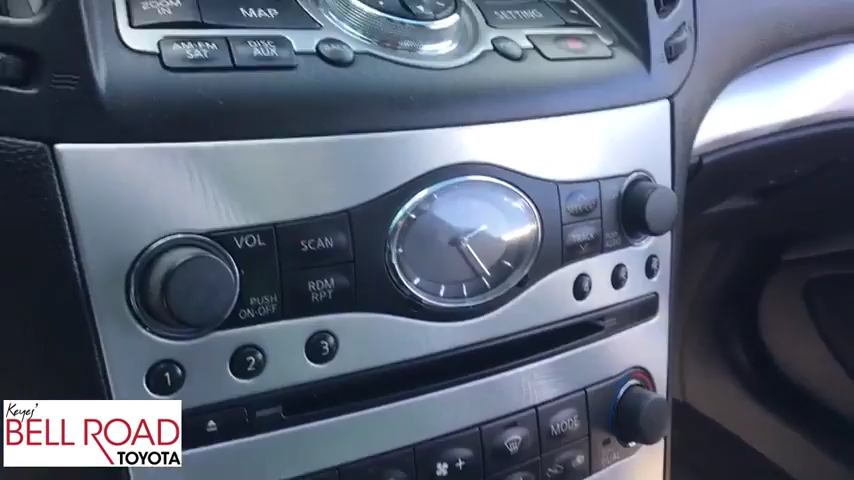 ZOOM
IN
MAP
SETTING
AM·FM
SAT
DISC
AUX
VOL
SCAN
PUSH
ON·OFF
RDM
RPT
TRACK
1
2
3
MODE
Keyes'
BELL ROAD
TOYOTA